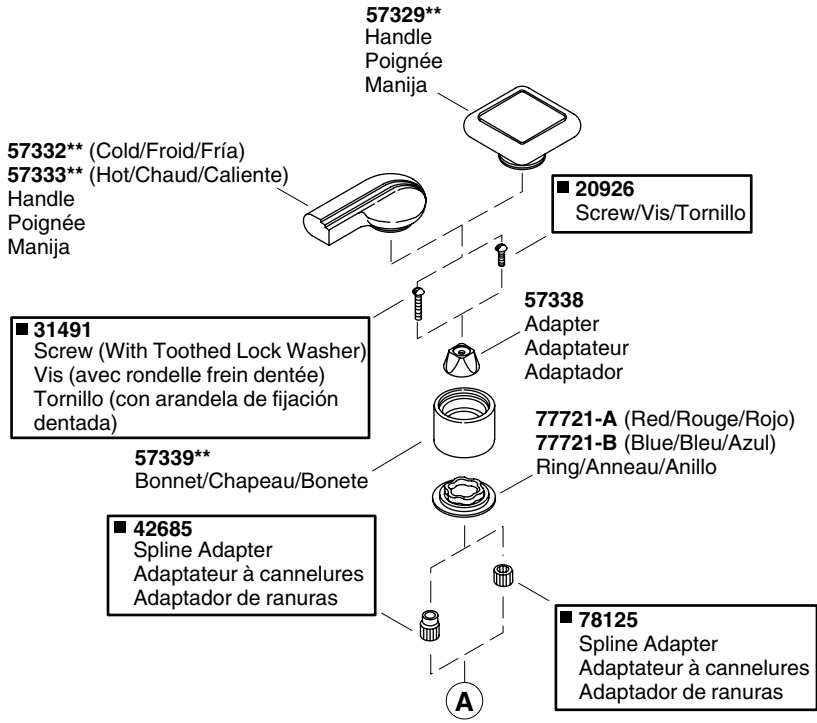 57329**
Handle
Poignée
Manija
57332** (Cold/Froid/Fría)
57333** (Hot/Chaud/Caliente)
Handle
Poignée
Manija
■ 20926
Screw/Vis/Tornillo
■ 31491
Screw (With Toothed Lock Washer)
Vis (avec rondelle frein dentée)
Tornillo (con arandela de fijación
dentada)
57338
Adapter
Adaptateur
Adaptador
57339**
Bonnet/Chapeau/Bonete
77721-A (Red/Rouge/Rojo)
77721-B (Blue/Bleu/Azul)
Ring/Anneau/Anillo
■ 42685
Spline Adapter
Adaptateur à cannelures
Adaptador de ranuras
■ 78125
Spline Adapter
Adaptateur à cannelures
Adaptador de ranuras
A